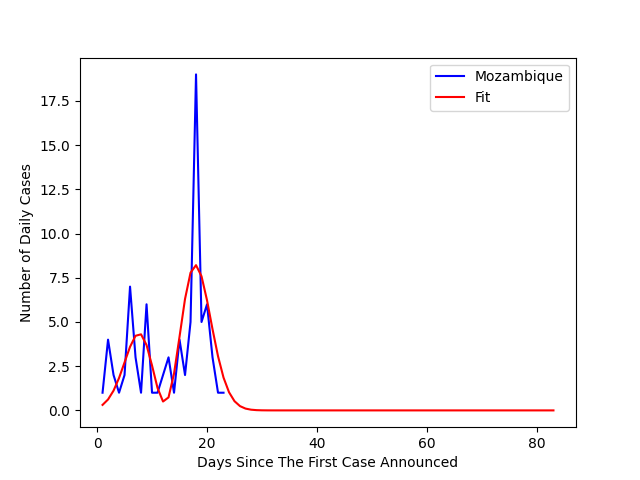 Mozambique
Fit
17.5
15.0
12.5
10.0
7.5
5.0
2.5
0.0
Number of Daily Cases
0 20 40 60 80
Days Since The First Case Announced